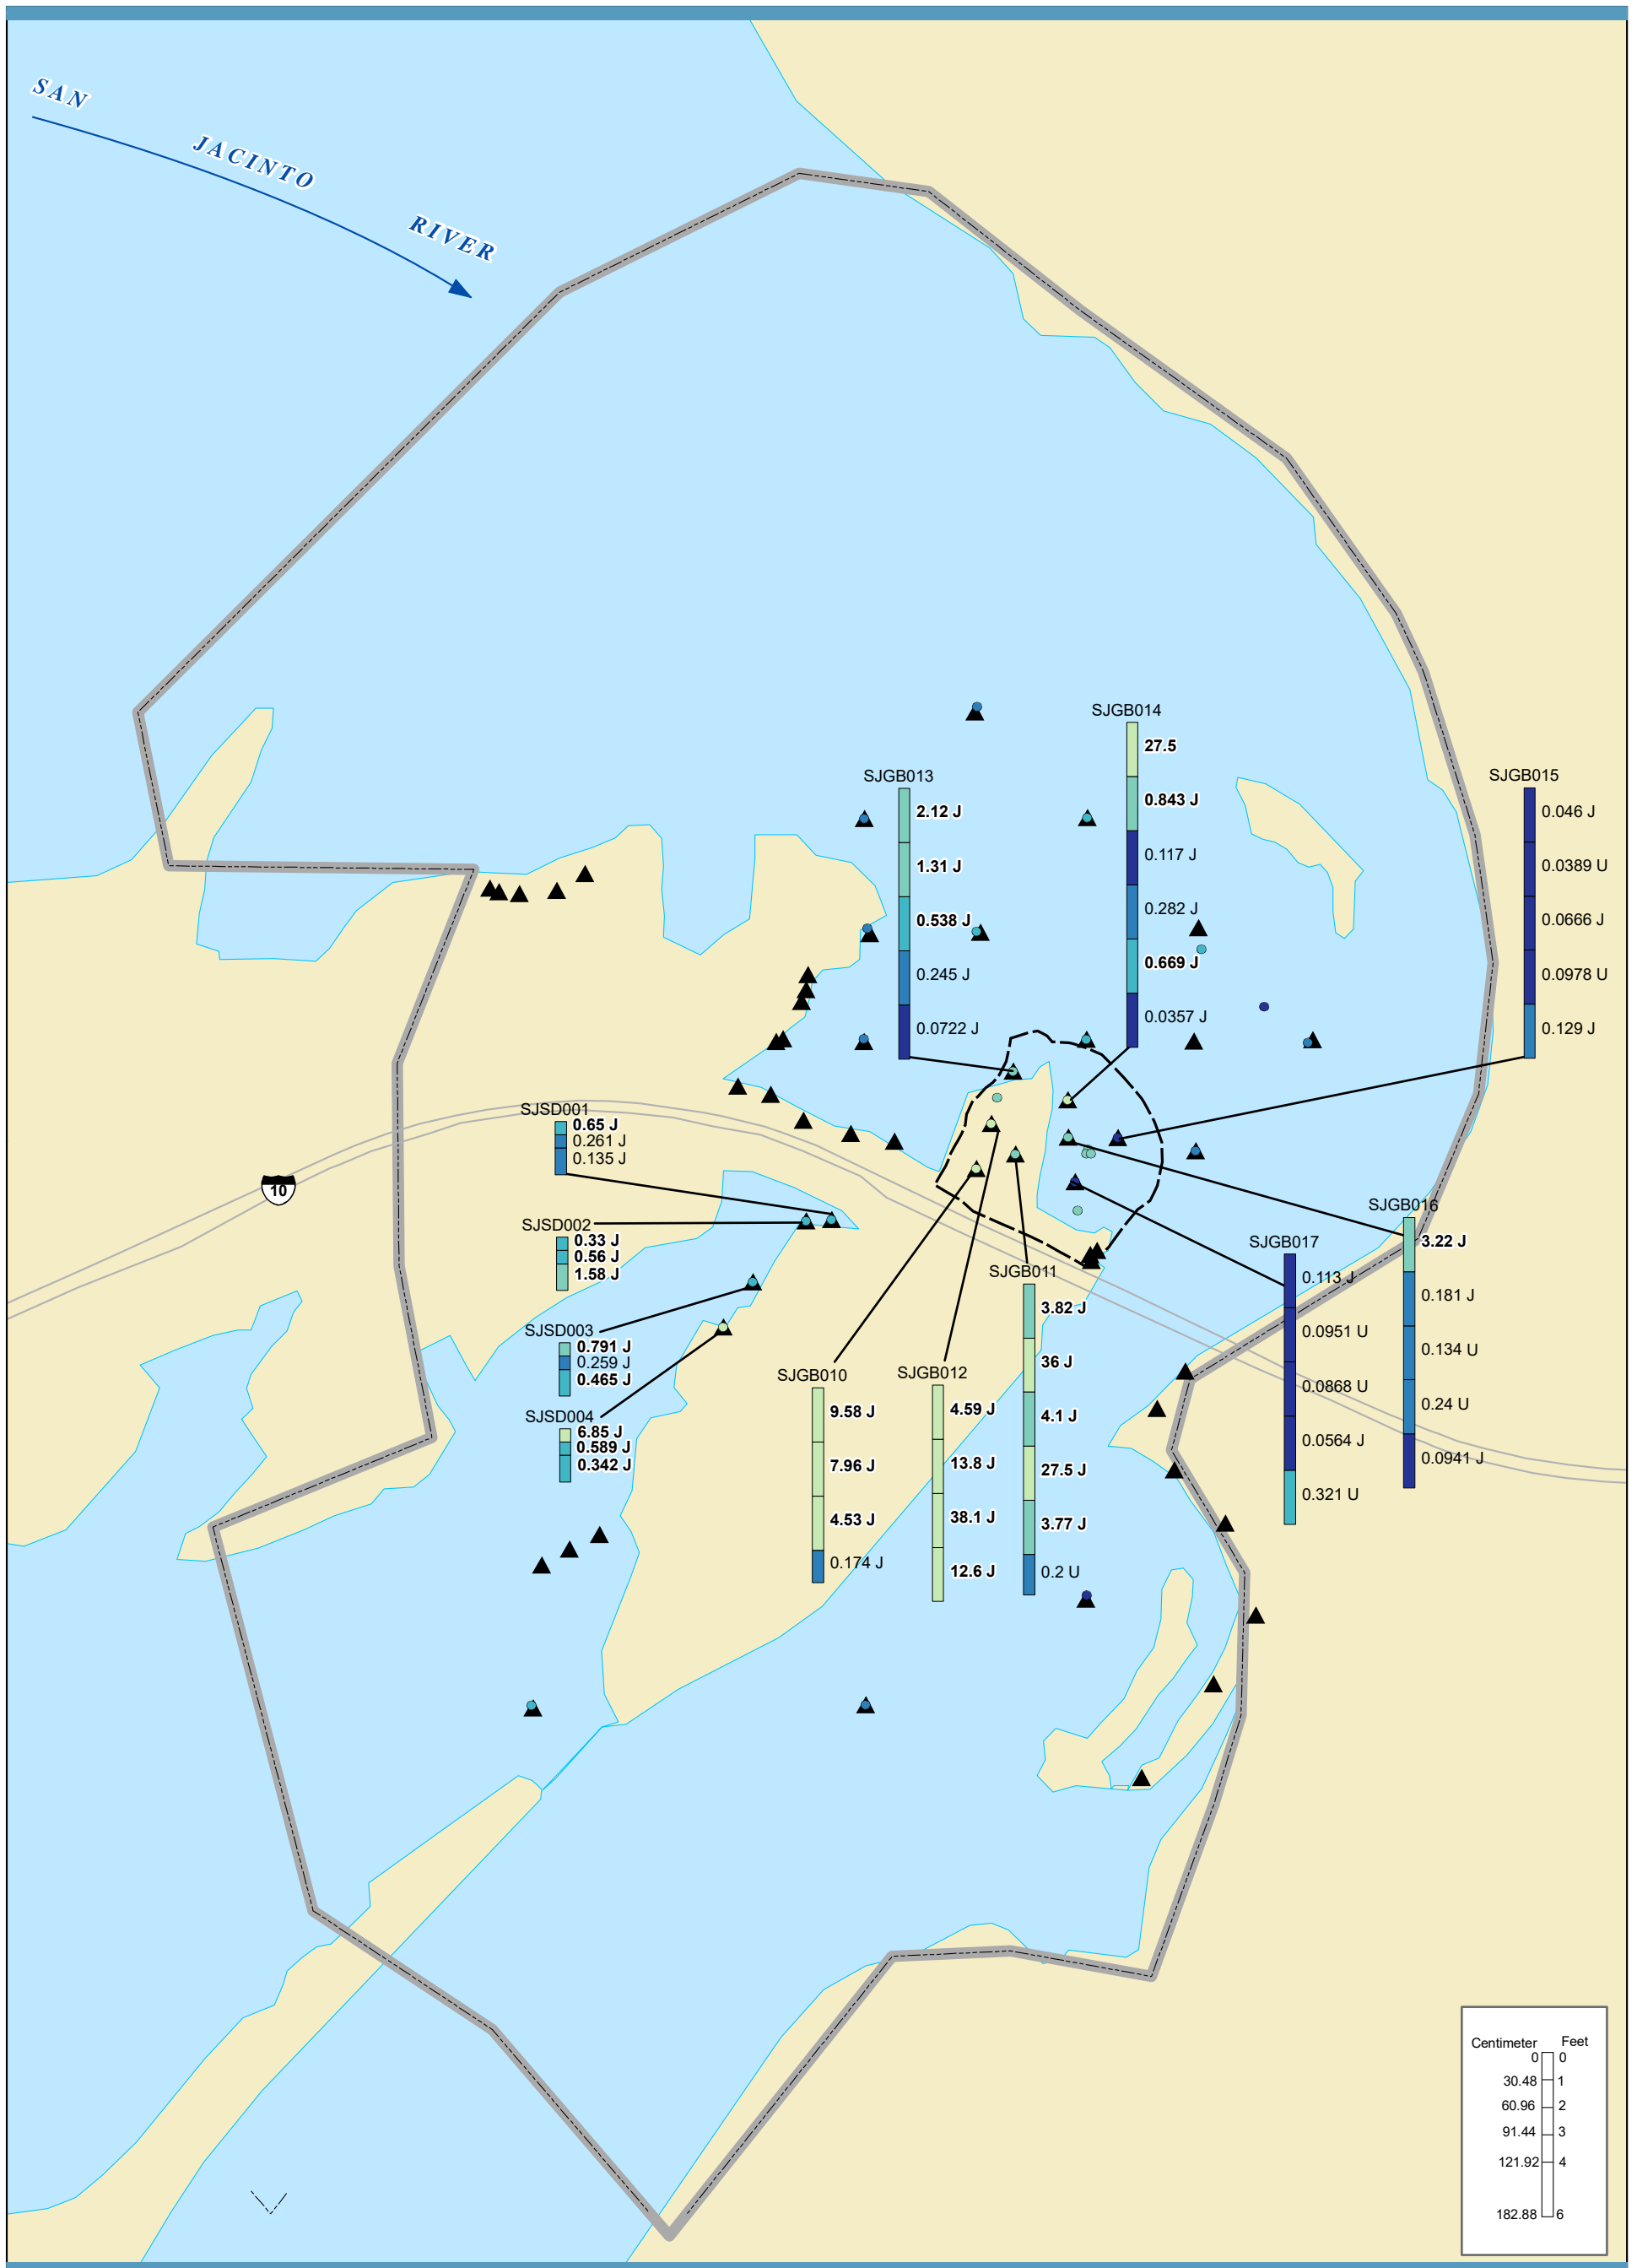 SAN
JACINTO
RIVER
SJGB014
27.5
0.843 J
0.117 J
0.282 J
0.669 J
0.0357 J
SJGB013
2.12 J
1.31 J
0.538 J
0.245 J
0.0722 J
SJGB015
0.046 J
0.0389 U
0.0666 J
0.0978 U
0.129 J
SJSD001
0.65 J
0.261 J
0.135 J
10
SJSD002
0.33 J
0.56 J
1.58 J
SJSD003
0.791 J
0.259 J
0.465 J
SJSD004
6.85 J
0.589 J
0.342 J
SJGB010
9.58 J
7.96 J
4.53 J
0.174 J
SJGB012
4.59 J
13.8 J
38.1 J
12.6 J
SJGB011
3.82 J
36 J
4.1 J
27.5 J
3.77 J
0.2 U
SJGB017
0.113 J
0.0951 U
0.0868 U
0.0564 J
0.321 U
SJGB016
3.22 J
0.181 J
0.134 U
0.24 U
0.0941 J
Centimeter Feet
0 0
30.48 1
60.96 2
91.44 3
121.92 4
182.88 6